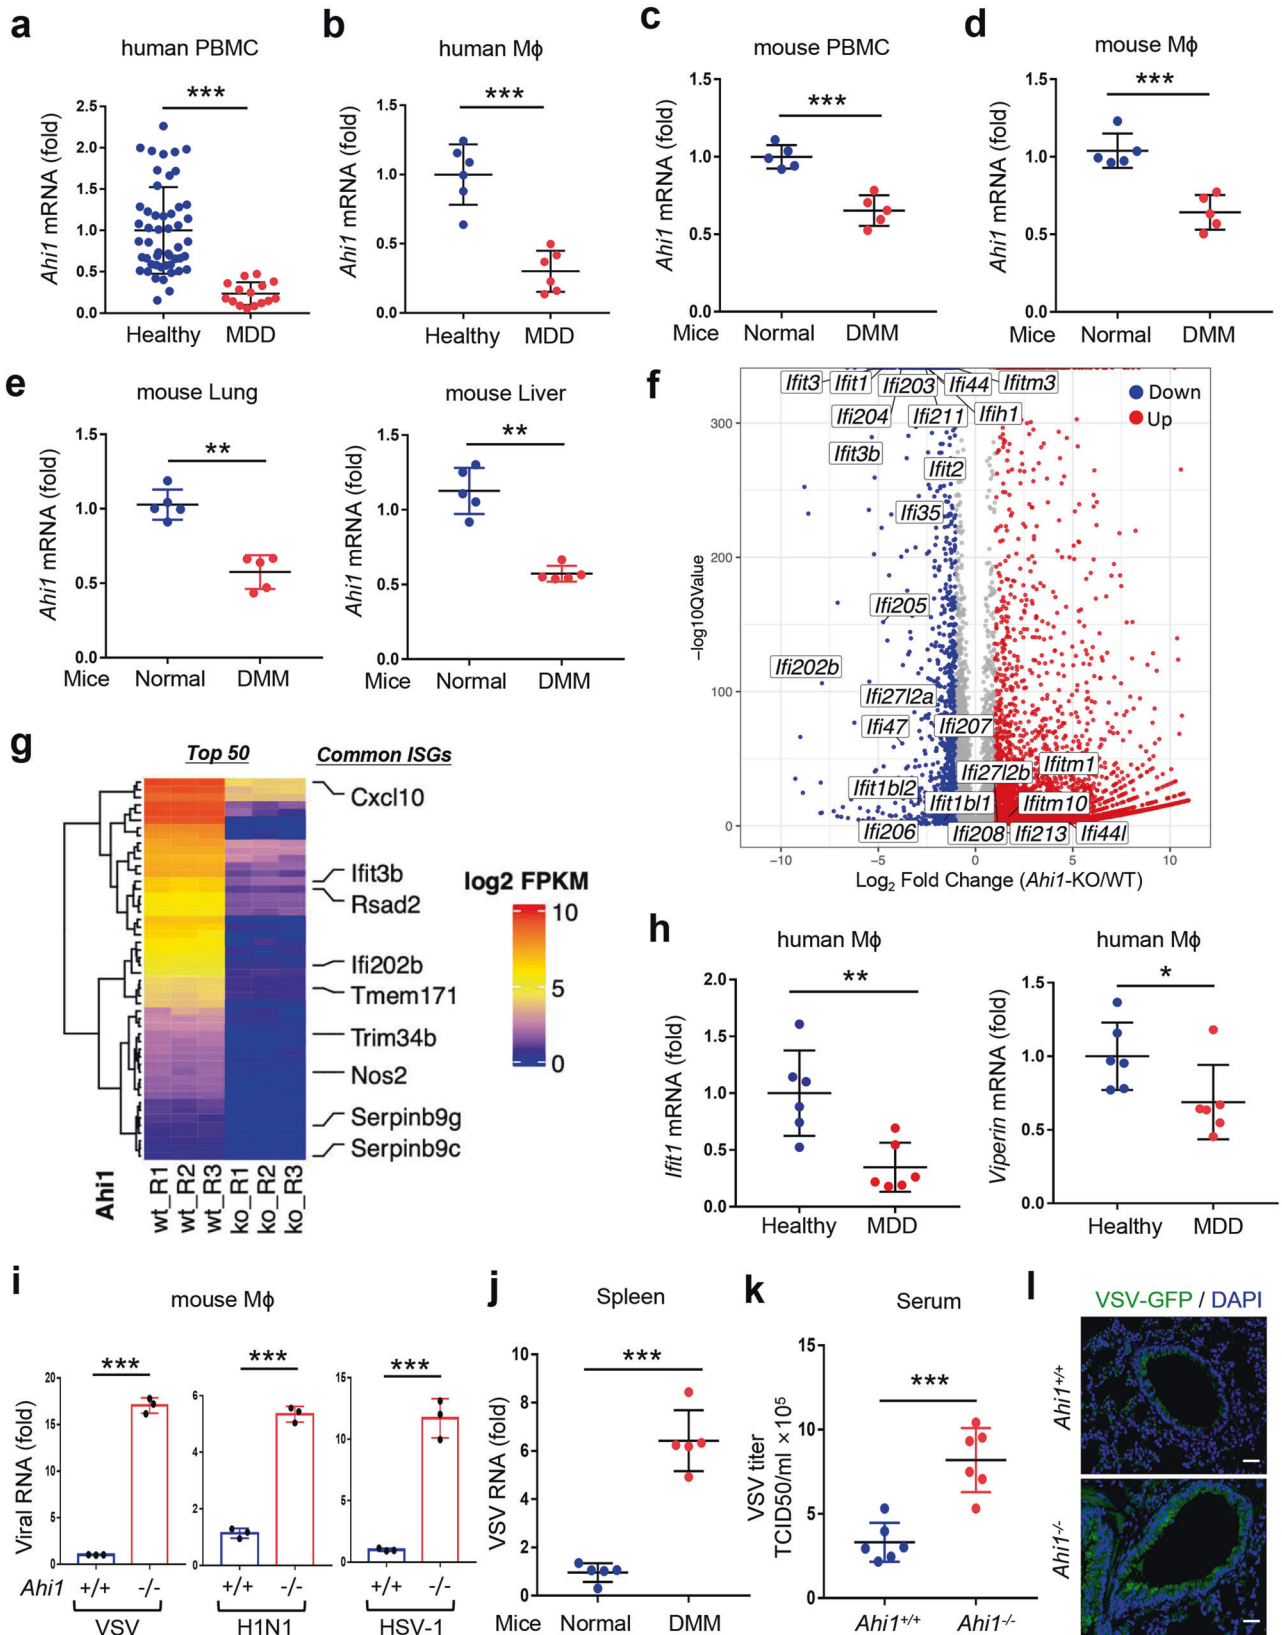 a
human PBMC
***
Ahi1 mRNA (fold)
2.5
2.0
1.5
1.0
0.5
0.0
Healthy MDD
b
human Mϕ
***
Ahi1 mRNA (fold)
1.5
1.0
0.5
0.0
Healthy MDD
c
mouse PBMC
***
Ahi1 mRNA (fold)
1.5
1.0
0.5
0.0
Mice Normal DMM
d
mouse Mϕ
***
Ahi1 mRNA (fold)
1.5
1.0
0.5
0.0
Mice Normal DMM
e
mouse Lung
**
Ahi1 mRNA (fold)
1.5
1.0
0.5
0.0
Mice Normal DMM
mouse Liver
**
Ahi1 mRNA (fold)
1.5
1.0
0.5
0.0
Mice Normal DMM
f
Ifit3 Ifit1 Ifi203 Ifi44 Ifitm3
Ifi204 Ifi211 Ifih1
Down
Up
Ifit3b
Ifit2
Ifi35
Ifi205
Ifi202b
Ifi27l2a
Ifi47 Ifi207
Ifi27l2b Ifitm1
Ifit1bl2
Ifit1bl1 Ifitm10
Ifi206 Ifi208 Ifi213 Ifi44l
−log10QValue
300
200
100
0
−10 −5 0 5 10
Log2 Fold Change (Ahi1-KO/WT)
g
Top 50 Common ISGs
Cxcl10
Ifit3b
Rsad2
Ifi202b
Tmem171
Trim34b
Nos2
Serpinb9g
Serpinb9c
log2 FPKM
10
5
0
Ahi1
wt_R1
wt_R2
wt_R3
ko_R1
ko_R2
ko_R3
h
human Mϕ
**
Ifit1 mRNA (fold)
2.0
1.5
1.0
0.5
0.0
Healthy MDD
human Mϕ
*
Viperin mRNA (fold)
1.5
1.0
0.5
0.0
Healthy MDD
i
mouse Mϕ
Viral RNA (fold)
***
20
15
10
5
0
***
6
4
2
0
***
15
10
5
0
Ahi1 +/+ -/- +/+ -/- +/+ -/-
VSV H1N1 HSV-1
j
Spleen
***
VSV RNA (fold)
10
8
6
4
2
0
Mice Normal DMM
k
Serum
***
VSV titer
TCID50/ml ×10⁵
15
10
5
0
Ahi1+/+ Ahi1-/-
l
VSV-GFP / DAPI
Ahi1+/+
Ahi1-/-